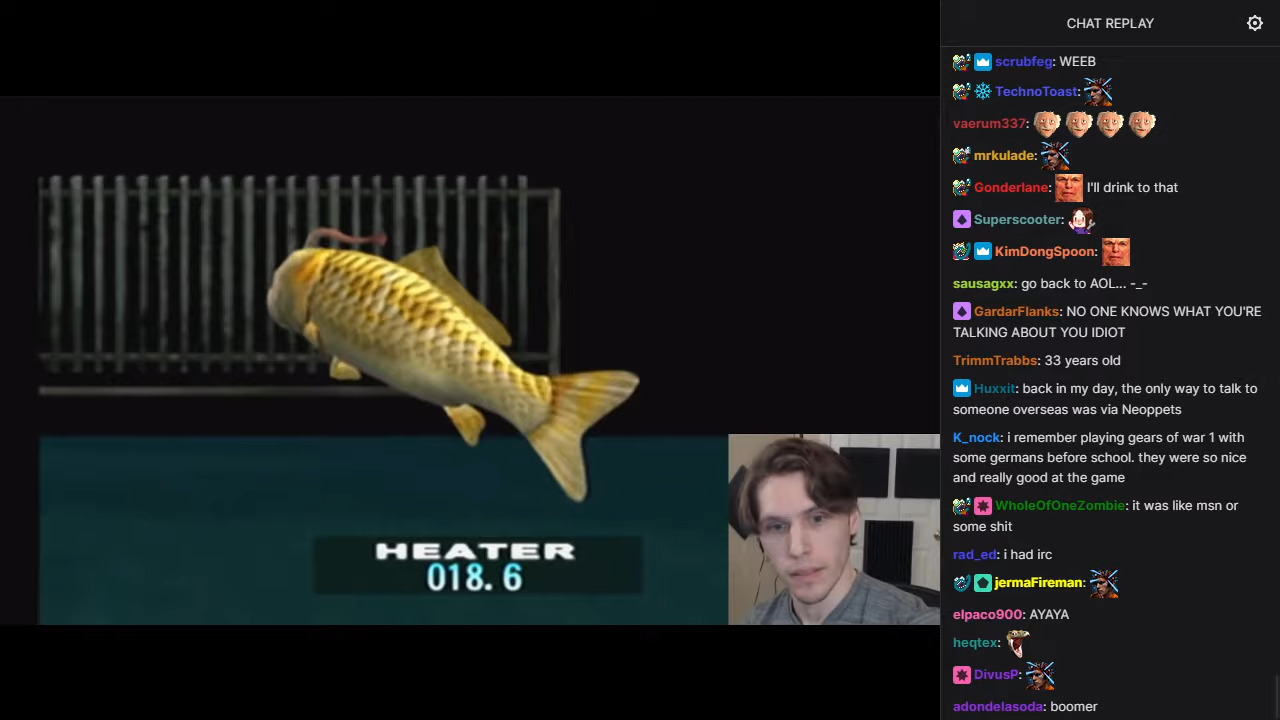 CHAT REPLAY
scrubfeg: WEEB
TechnoToast:
vaerum337:
mrkulade:
Gonderlane: I'll drink to that
Superscooter:
KimDongSpoon:
sausagxx: go back to AOL... -_-
GardarFlanks: NO ONE KNOWS WHAT YOU'RE
TALKING ABOUT YOU IDIOT
TrimmTrabbs: 33 years old
Huxxit: back in my day, the only way to talk to
someone overseas was via Neoppets
K_nock: i remember playing gears of war 1 with
some germans before school. they were so nice
and really good at the game
WholeOfOneZombie: it was like msn or
some shit
rad_ed: i had irc
jermaFireman:
elpaco900: AYAYA
heqtex:
DivusP:
adondelasoda: boomer
HEATER
018. 6